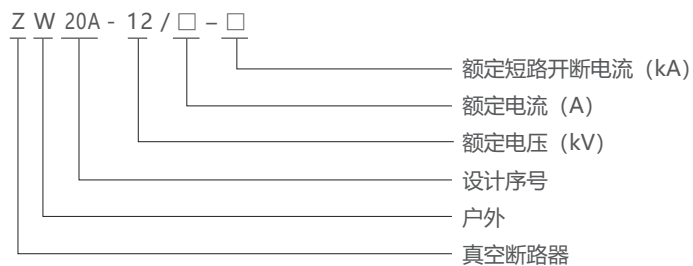 Z W 20A - 12 / □ – □
额定短路开断电流（kA）
额定电流（A）
额定电压（kV）
设计序号
户外
真空断路器